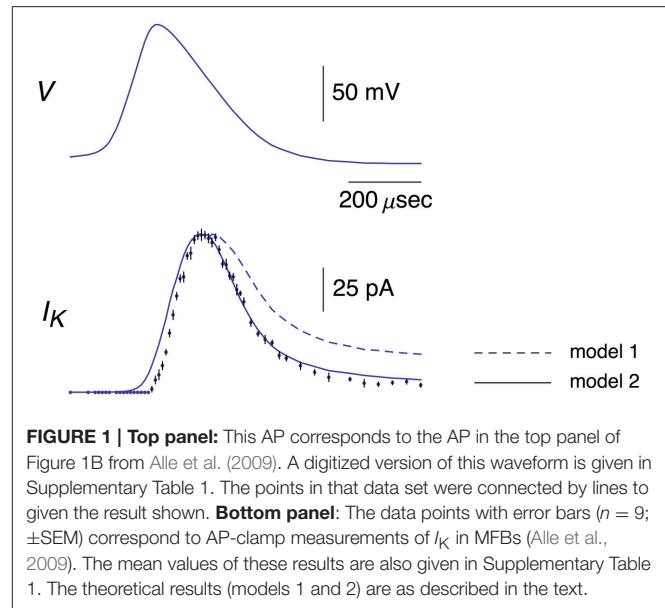 V
50 mV
200 μsec
I_K
25 pA
model 1
model 2
FIGURE 1 | Top panel: This AP corresponds to the AP in the top panel of
Figure 1B from Alle et al. (2009). A digitized version of this waveform is given in
Supplementary Table 1. The points in that data set were connected by lines to
given the result shown. Bottom panel: The data points with error bars (n = 9;
±SEM) correspond to AP-clamp measurements of I_K in MFBs (Alle et al.,
2009). The mean values of these results are also given in Supplementary Table
1. The theoretical results (models 1 and 2) are as described in the text.